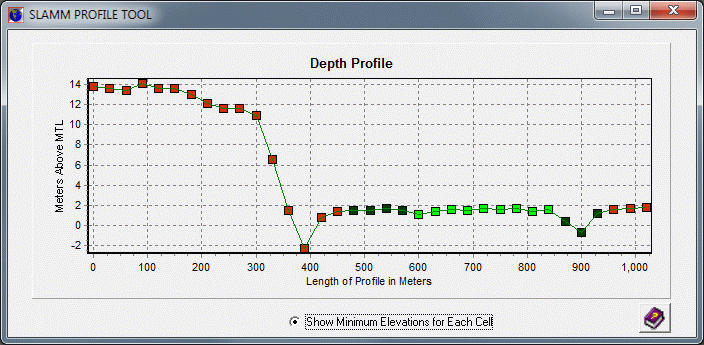 SLAMM PROFILE TOOL
Depth Profile
Meters Above MTL
14
12
10
8
6
4
2
0
-2
0 100 200 300 400 500 600 700 800 900 1,000
Length of Profile in Meters
Show Minimum Elevations for Each Cell
?